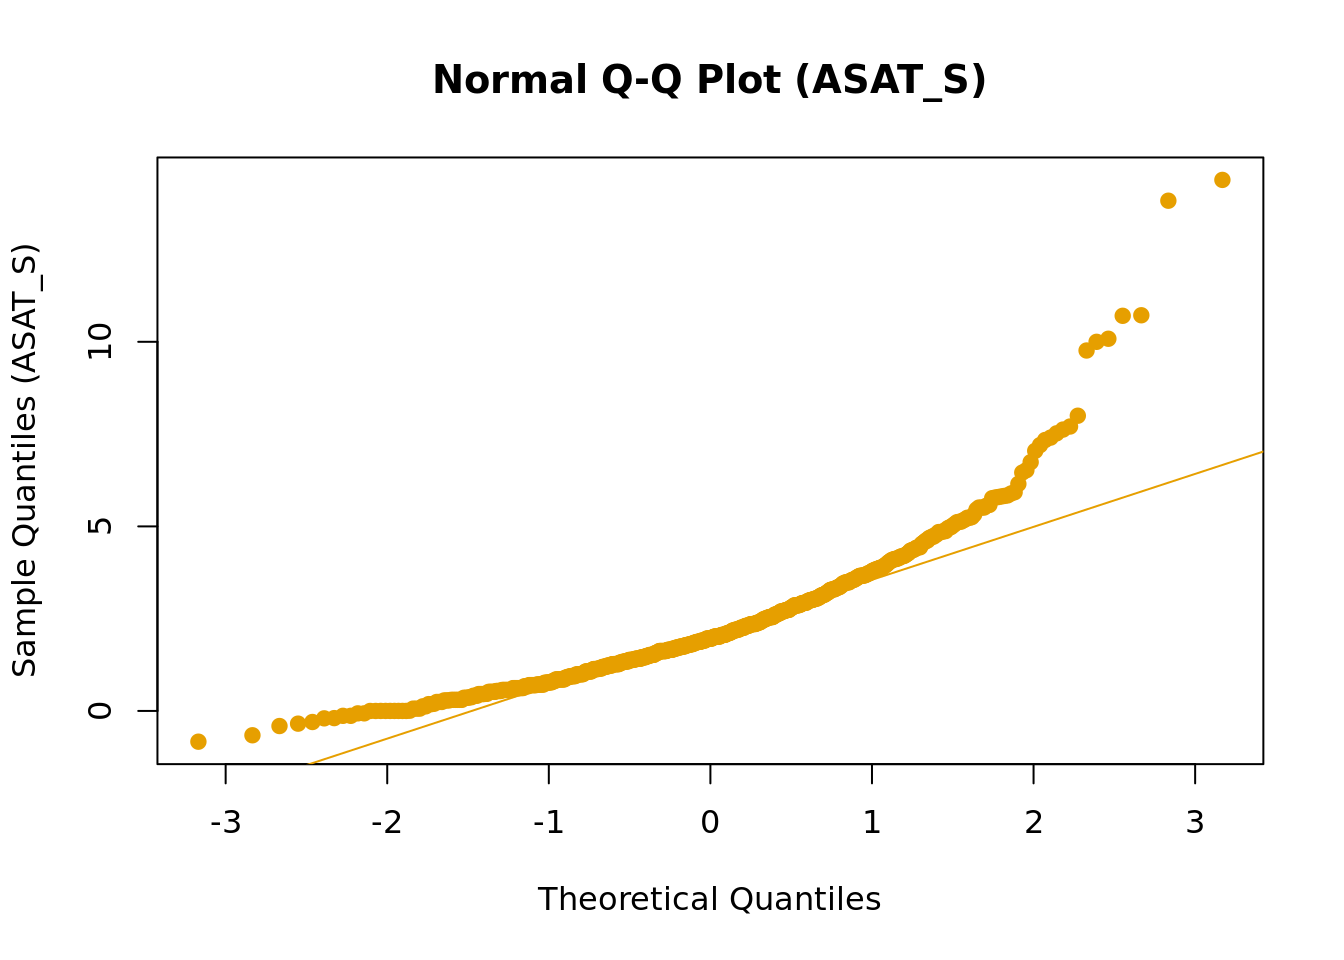 Normal Q-Q Plot (ASAT_S)
Sample Quantiles (ASAT_S)
10
5
0
-3 -2 -1 0 1 2 3
Theoretical Quantiles